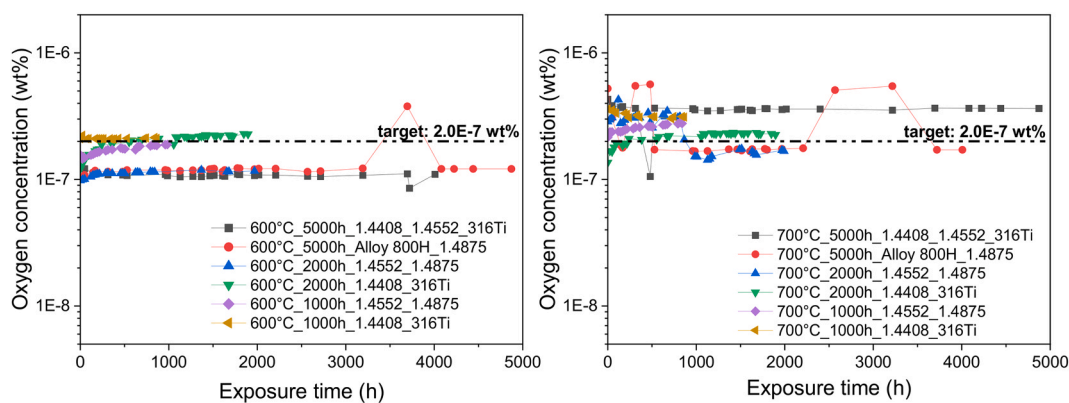 Oxygen concentration (wt%)
1E-6
1E-7
1E-8
target: 2.0E-7 wt%
600°C_5000h_1.4408_1.4552_316Ti
600°C_5000h_Alloy 800H_1.4875
600°C_2000h_1.4552_1.4875
600°C_2000h_1.4408_316Ti
600°C_1000h_1.4552_1.4875
600°C_1000h_1.4408_316Ti
0 1000 2000 3000 4000 5000
Exposure time (h)
Oxygen concentration (wt%)
1E-6
1E-7
1E-8
target: 2.0E-7 wt%
700°C_5000h_1.4408_1.4552_316Ti
700°C_5000h_Alloy 800H_1.4875
700°C_2000h_1.4552_1.4875
700°C_2000h_1.4408_316Ti
700°C_1000h_1.4552_1.4875
700°C_1000h_1.4408_316Ti
0 1000 2000 3000 4000 5000
Exposure time (h)